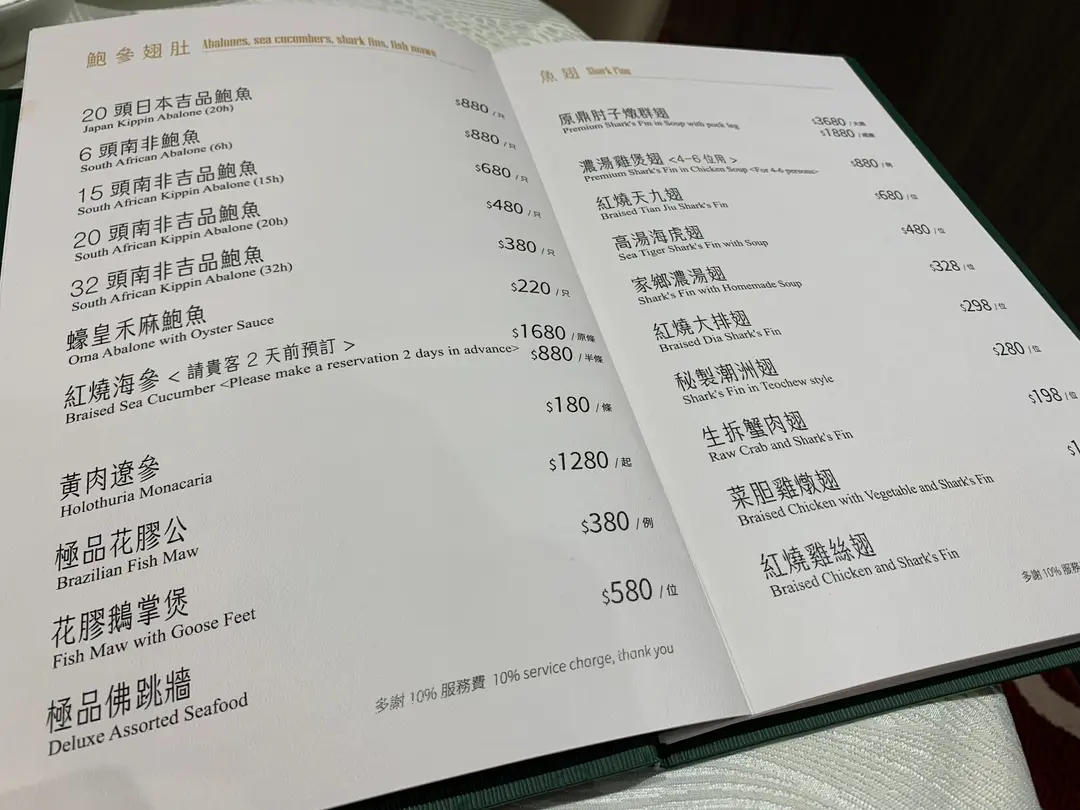 鮑參翅肚 Abalones, sea cucumbers, shark fins, fish maws
20 頭日本吉品鮑魚 $880 / 只
Japan Kippin Abalone (20h)
6 頭南非鮑魚 $880 / 只
South African Abalone (6h)
15 頭南非吉品鮑魚 $680 / 只
South African Kippin Abalone (15h)
20 頭南非吉品鮑魚 $480 / 只
South African Kippin Abalone (20h)
32 頭南非吉品鮑魚 $380 / 只
South African Kippin Abalone (32h)
蠔皇禾麻鮑魚 $220 / 只
Oma Abalone with Oyster Sauce
紅燒海參 < 請貴客 2 天前預訂 > $1680 / 原條
Braised Sea Cucumber <Please make a reservation 2 days in advance> $880 / 半條
黃肉遼參 $180 / 條
Holothuria Monacaria
極品花膠公 $1280 / 起
Brazilian Fish Maw
花膠鵝掌煲 $380 / 例
Fish Maw with Goose Feet
極品佛跳牆 $580 / 位
Deluxe Assorted Seafood
多謝 10% 服務費 10% service charge, thank you
魚翅 Shark Fins
原鼎肘子燉群翅 $3680
Premium Shark's Fin in Soup with pork leg $1880
濃湯雞煲翅 <4-6 位用 > $880 / 例
Premium Shark's Fin in Chicken Soup <For 4-6 persons>
紅燒天九翅 $680 / 位
Braised Tian Jiu Shark's Fin
高湯海虎翅 $480 / 位
Sea Tiger Shark's Fin with Soup
家鄉濃湯翅 $328 / 位
Shark's Fin with Homemade Soup
紅燒大排翅 $298 / 位
Braised Dia Shark's Fin
秘製潮洲翅 $280 / 位
Shark's Fin in Teochew style
生拆蟹肉翅 $198 / 位
Raw Crab and Shark's Fin
菜胆雞燉翅
Braised Chicken with Vegetable and Shark's Fin
紅燒雞絲翅
Braised Chicken and Shark's Fin
多謝 10% 服務